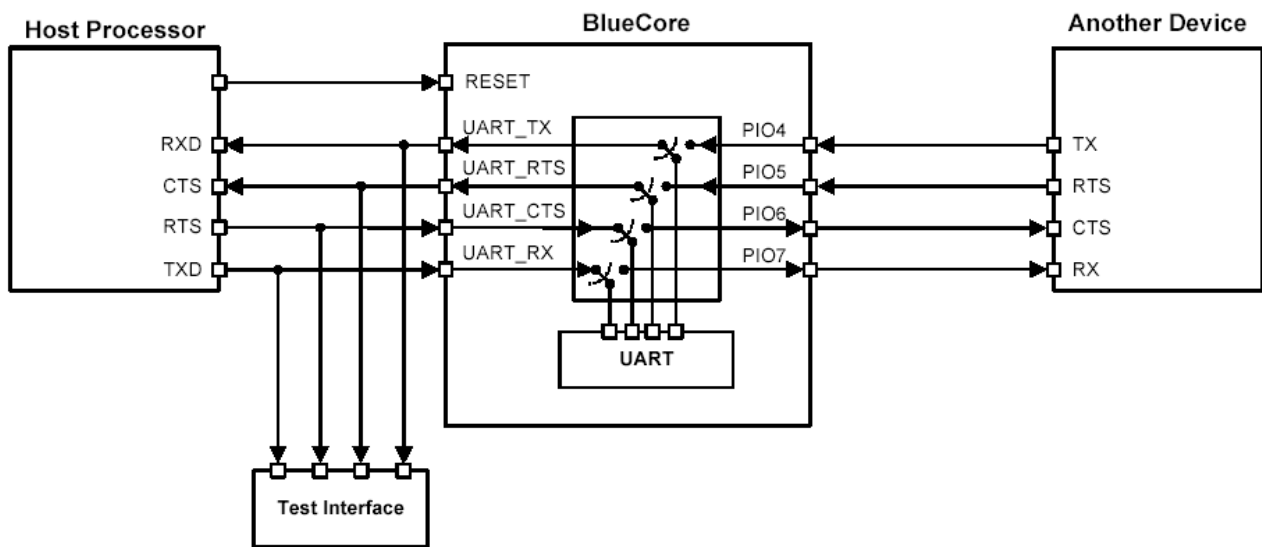 Host Processor
BlueCore
Another Device
RESET
RXD
UART_TX
PIO4
TX
CTS
UART_RTS
PIO5
RTS
RTS
UART_CTS
PIO6
CTS
TXD
UART_RX
PIO7
RX
UART
Test Interface